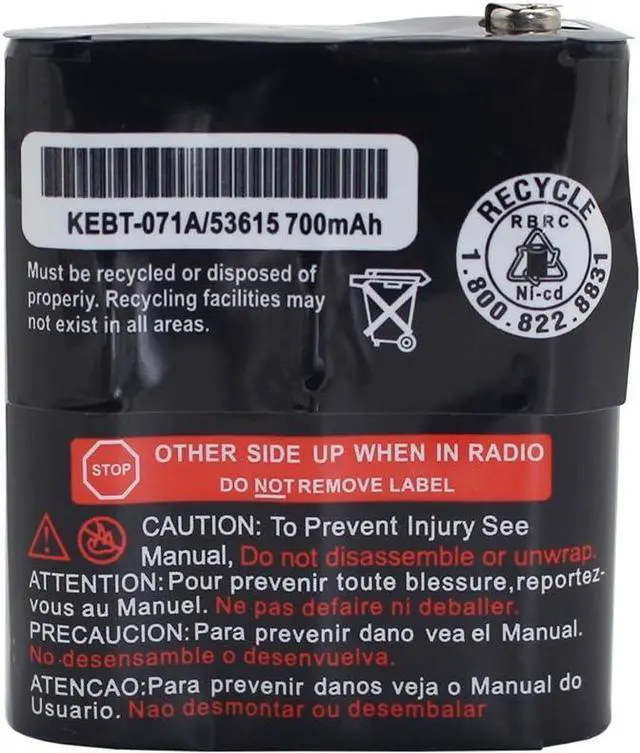 KEBT-071A/53615 700mAh
RECYCLE
RBRC
Ni-cd
1.800.822.8831
Must be recycled or disposed of
properiy. Recycling facilities may
not exist in all areas.
STOP
OTHER SIDE UP WHEN IN RADIO
DO NOT REMOVE LABEL
CAUTION: To Prevent Injury See
Manual, Do not disassemble or unwrap.
ATTENTION: Pour prevenir toute blessure,reportez-
vous au Manuel. Ne pas defaire ni deballer.
PRECAUCION: Para prevenir dano vea el Manual.
No desensamble o desenvuelva.
ATENCAO:Para prevenir danos veja o Manual do
Usuario. Nao desmontar ou desembalar